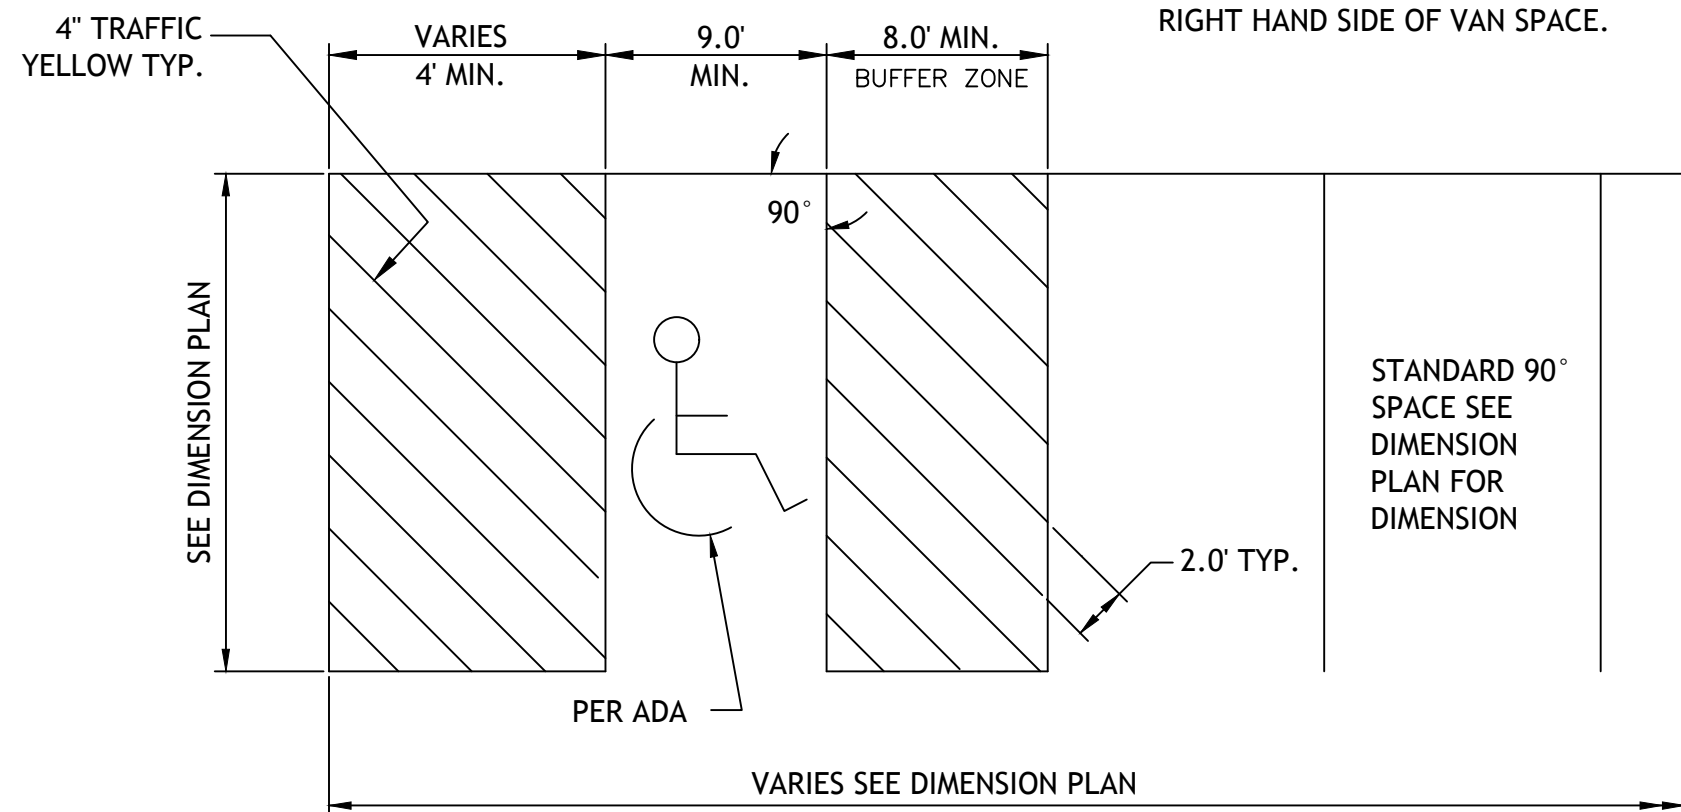 RIGHT HAND SIDE OF VAN SPACE.
4" TRAFFIC
YELLOW TYP.
VARIES
4' MIN.
9.0'
MIN.
8.0' MIN.
BUFFER ZONE
90°
SEE DIMENSION PLAN
STANDARD 90°
SPACE SEE
DIMENSION
PLAN FOR
DIMENSION
2.0' TYP.
PER ADA
VARIES SEE DIMENSION PLAN